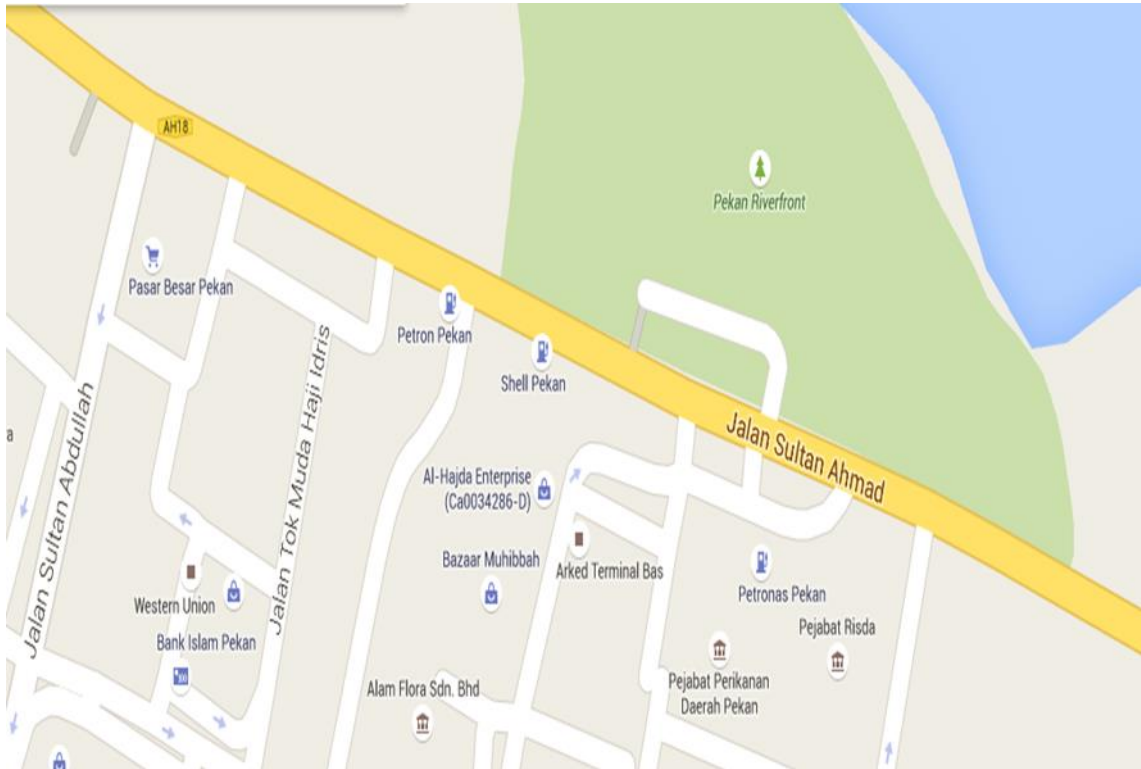 AH18
Pekan Riverfront
Pasar Besar Pekan
Petron Pekan
Shell Pekan
Jalan Tok Muda Haji Idris
Jalan Sultan Abdullah
Jalan Sultan Ahmad
a
Al-Hajda Enterprise
(Ca0034286-D)
Bazaar Muhibbah
Arked Terminal Bas
Petronas Pekan
Western Union
Pejabat Risda
Bank Islam Pekan
Pejabat Perikanan
Daerah Pekan
Alam Flora Sdn. Bhd